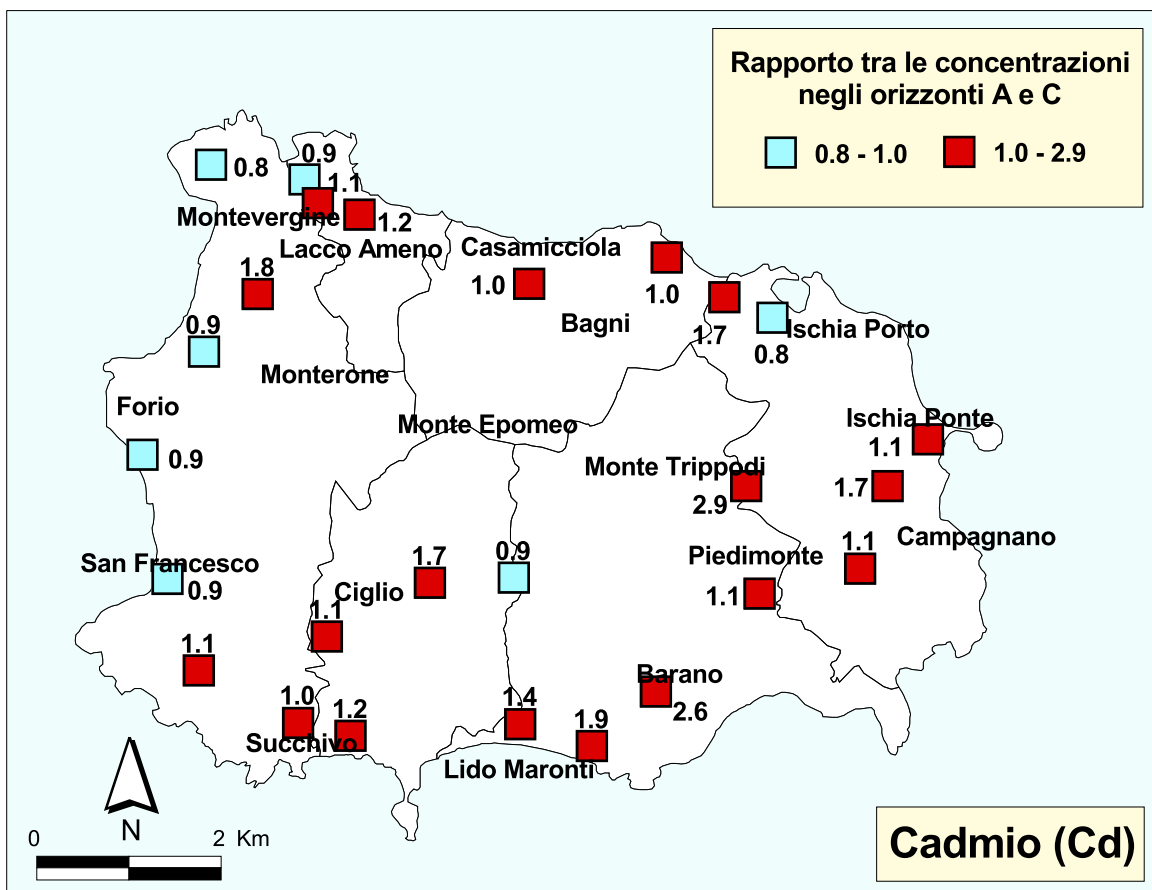 Rapporto tra le concentrazioni
negli orizzonti A e C
0.8 - 1.0
1.0 - 2.9
0.8
0.9
1.1
Montevergine
1.2
Lacco Ameno
Casamicciola
1.8
1.0
1.0
Bagni
1.7
Ischia Porto
0.8
0.9
Monterone
Forio
Monte Epomeo
Ischia Ponte
1.1
0.9
Monte Trippodi
2.9
1.7
Campagnano
1.1
San Francesco
0.9
1.7
0.9
Piedimonte
1.1
Ciglio
1.1
1.1
Barano
2.6
1.0
1.2
1.4
1.9
Succhivo
Lido Maronti
N
0
2 Km
Cadmio (Cd)